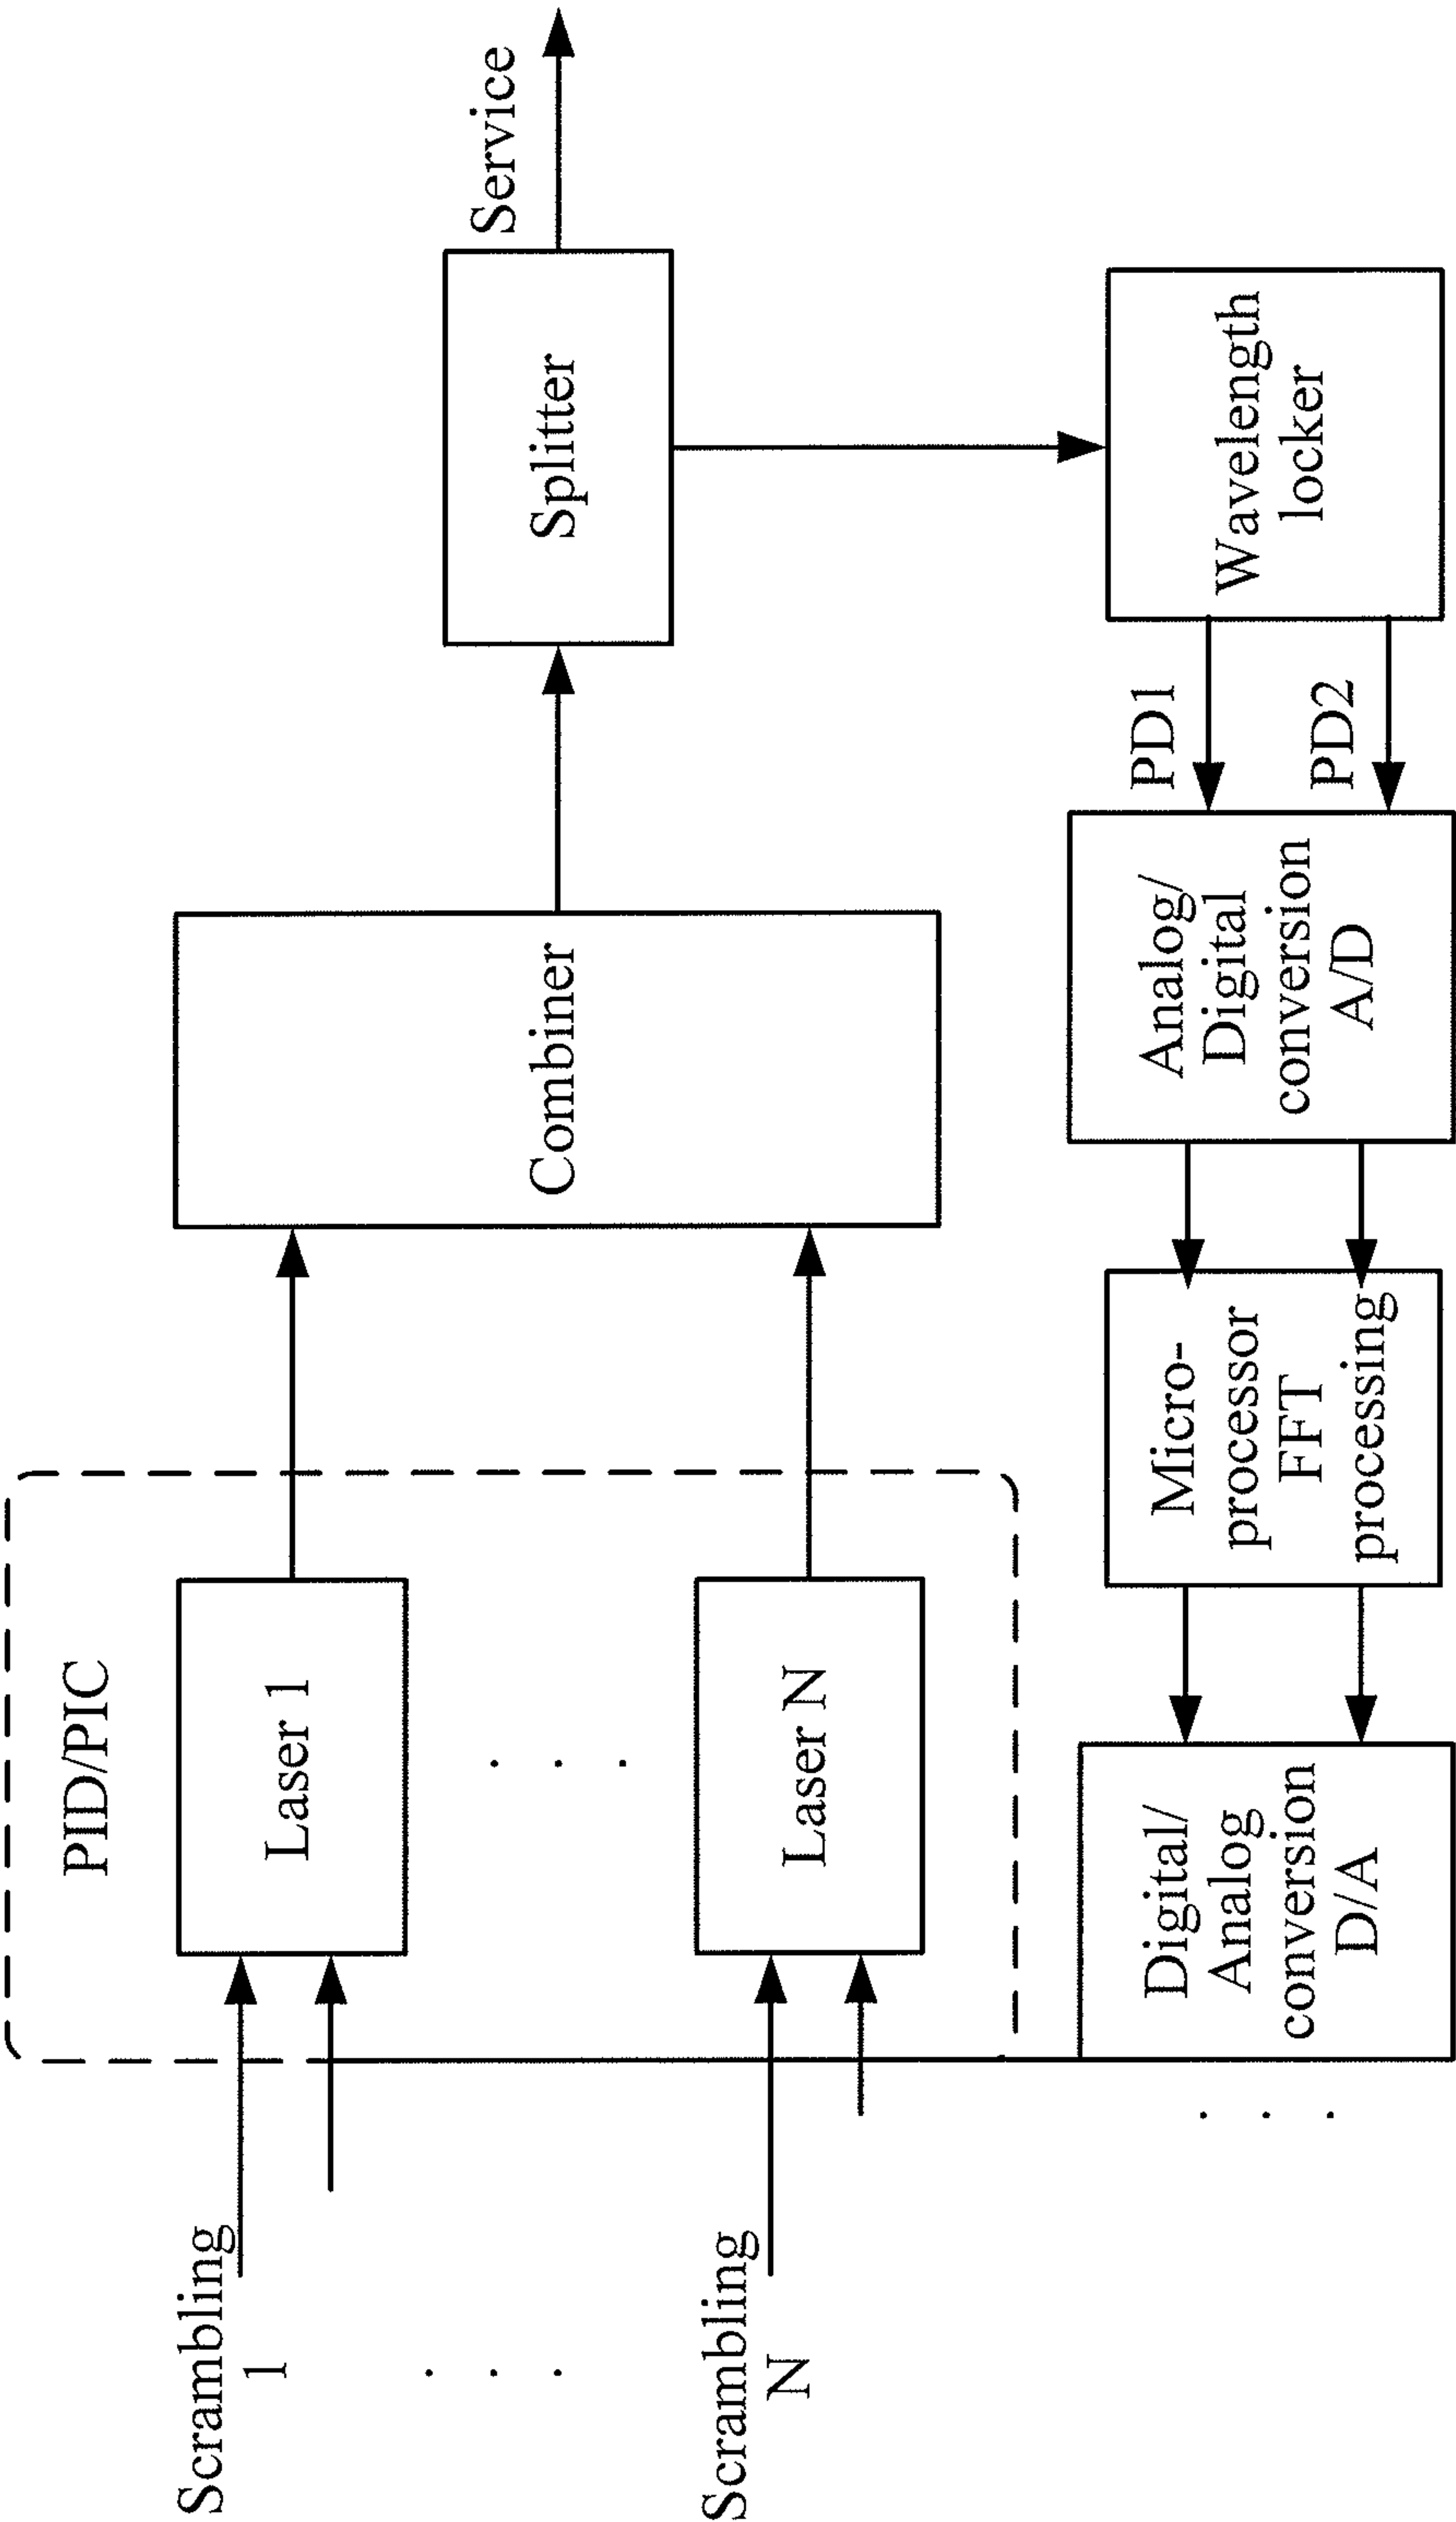 PID/PIC
Scrambling
1
Laser 1
. . .
. . .
Scrambling
N
Laser N
Combiner
Splitter
Service
Digital/
Analog
conversion
D/A
. . .
Micro-
processor
FFT
processing
Analog/
Digital
conversion
A/D
PD1
PD2
Wavelength
locker